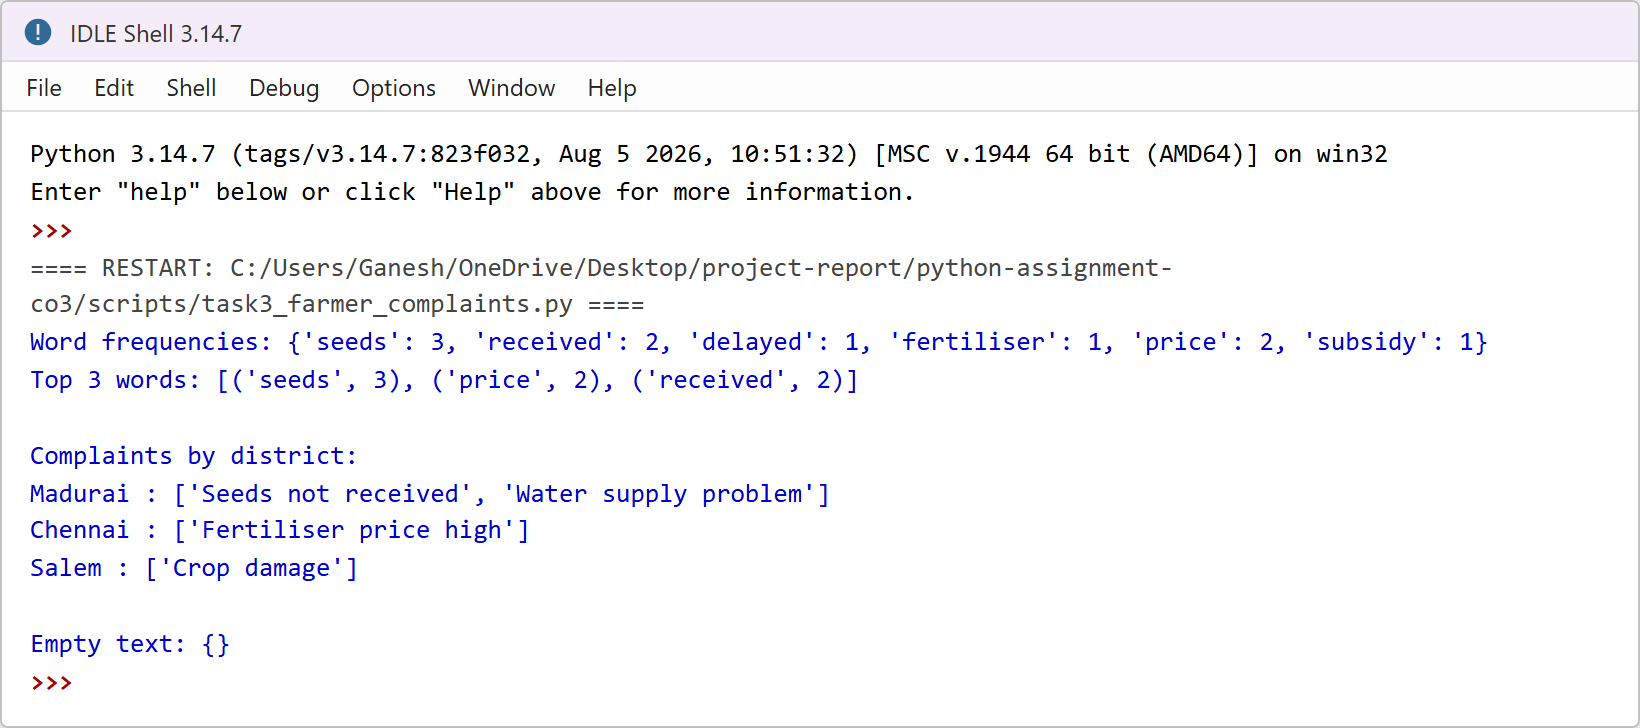 IDLE Shell 3.14.7
File Edit Shell Debug Options Window Help
Python 3.14.7 (tags/v3.14.7:823f032, Aug 5 2026, 10:51:32) [MSC v.1944 64 bit (AMD64)] on win32
Enter "help" below or click "Help" above for more information.
>>>
==== RESTART: C:/Users/Ganesh/OneDrive/Desktop/project-report/python-assignment-
co3/scripts/task3_farmer_complaints.py ====
Word frequencies: {'seeds': 3, 'received': 2, 'delayed': 1, 'fertiliser': 1, 'price': 2, 'subsidy': 1}
Top 3 words: [('seeds', 3), ('price', 2), ('received', 2)]
Complaints by district:
Madurai : ['Seeds not received', 'Water supply problem']
Chennai : ['Fertiliser price high']
Salem : ['Crop damage']
Empty text: {}
>>>